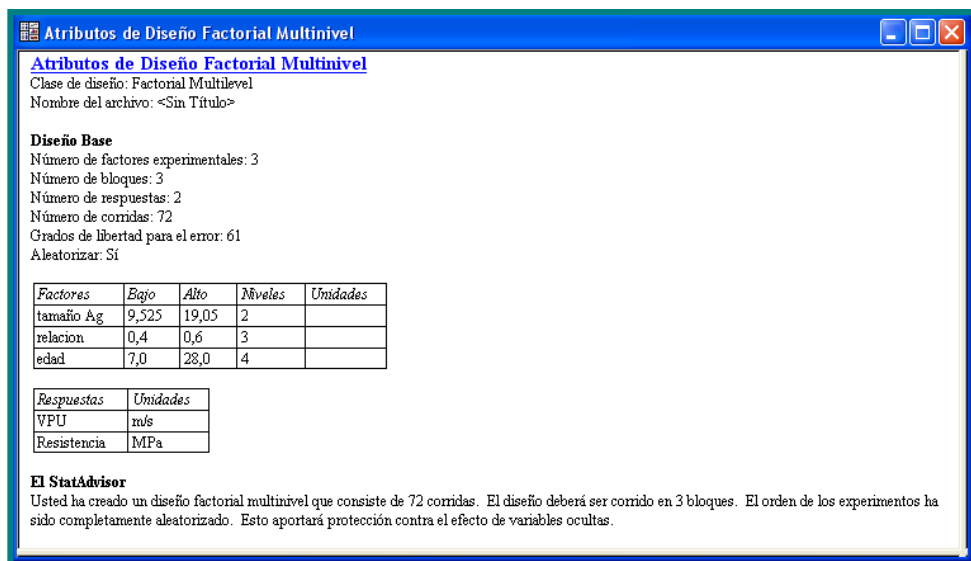 Atributos de Diseño Factorial Multinivel
Atributos de Diseño Factorial Multinivel
Clase de diseño: Factorial Multilevel
Nombre del archivo: <Sin Título>
Diseño Base
Número de factores experimentales: 3
Número de bloques: 3
Número de respuestas: 2
Número de corridas: 72
Grados de libertad para el error: 61
Aleatorizar: Sí
Factores Bajo Alto Niveles Unidades
tamaño Ag 9,525 19,05 2
relacion 0,4 0,6 3
edad 7,0 28,0 4
Respuestas Unidades
VPU m/s
Resistencia MPa
El StatAdvisor
Usted ha creado un diseño factorial multinivel que consiste de 72 corridas. El diseño deberá ser corrido en 3 bloques. El orden de los experimentos ha
sido completamente aleatorizado. Esto aportará protección contra el efecto de variables ocultas.